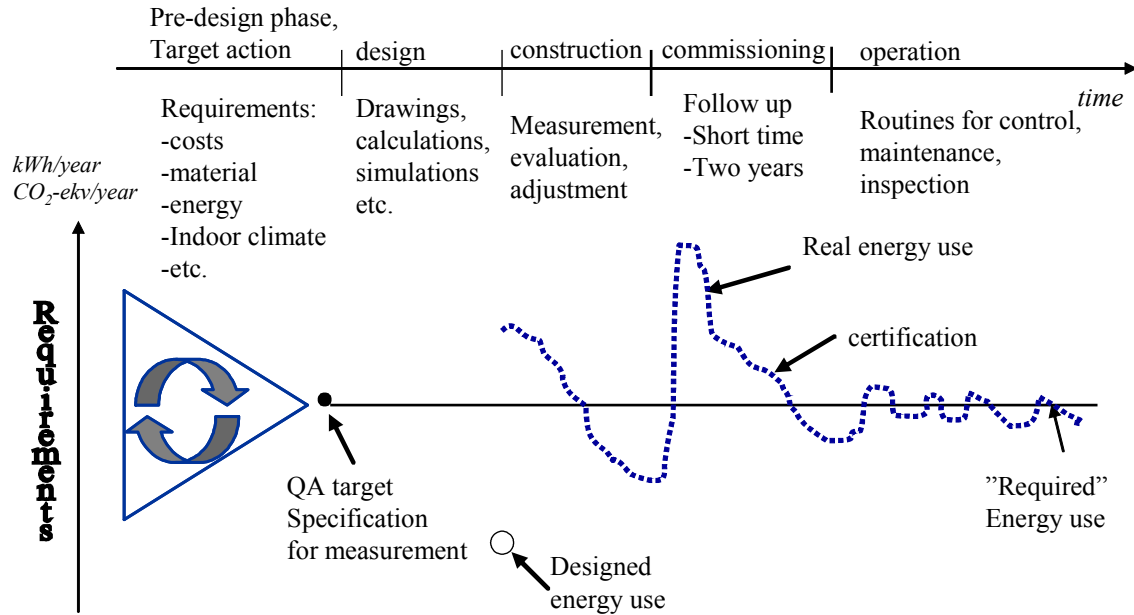 Pre-design phase,
Target action
design
construction
commissioning
operation
time
Requirements:
-costs
-material
-energy
-Indoor climate
-etc.
Drawings,
calculations,
simulations
etc.
Measurement,
evaluation,
adjustment
Follow up
-Short time
-Two years
Routines for control,
maintenance,
inspection
kWh/year
CO₂-ekv/year
Requirements
Real energy use
certification
QA target
Specification
for measurement
Designed
energy use
”Required”
Energy use